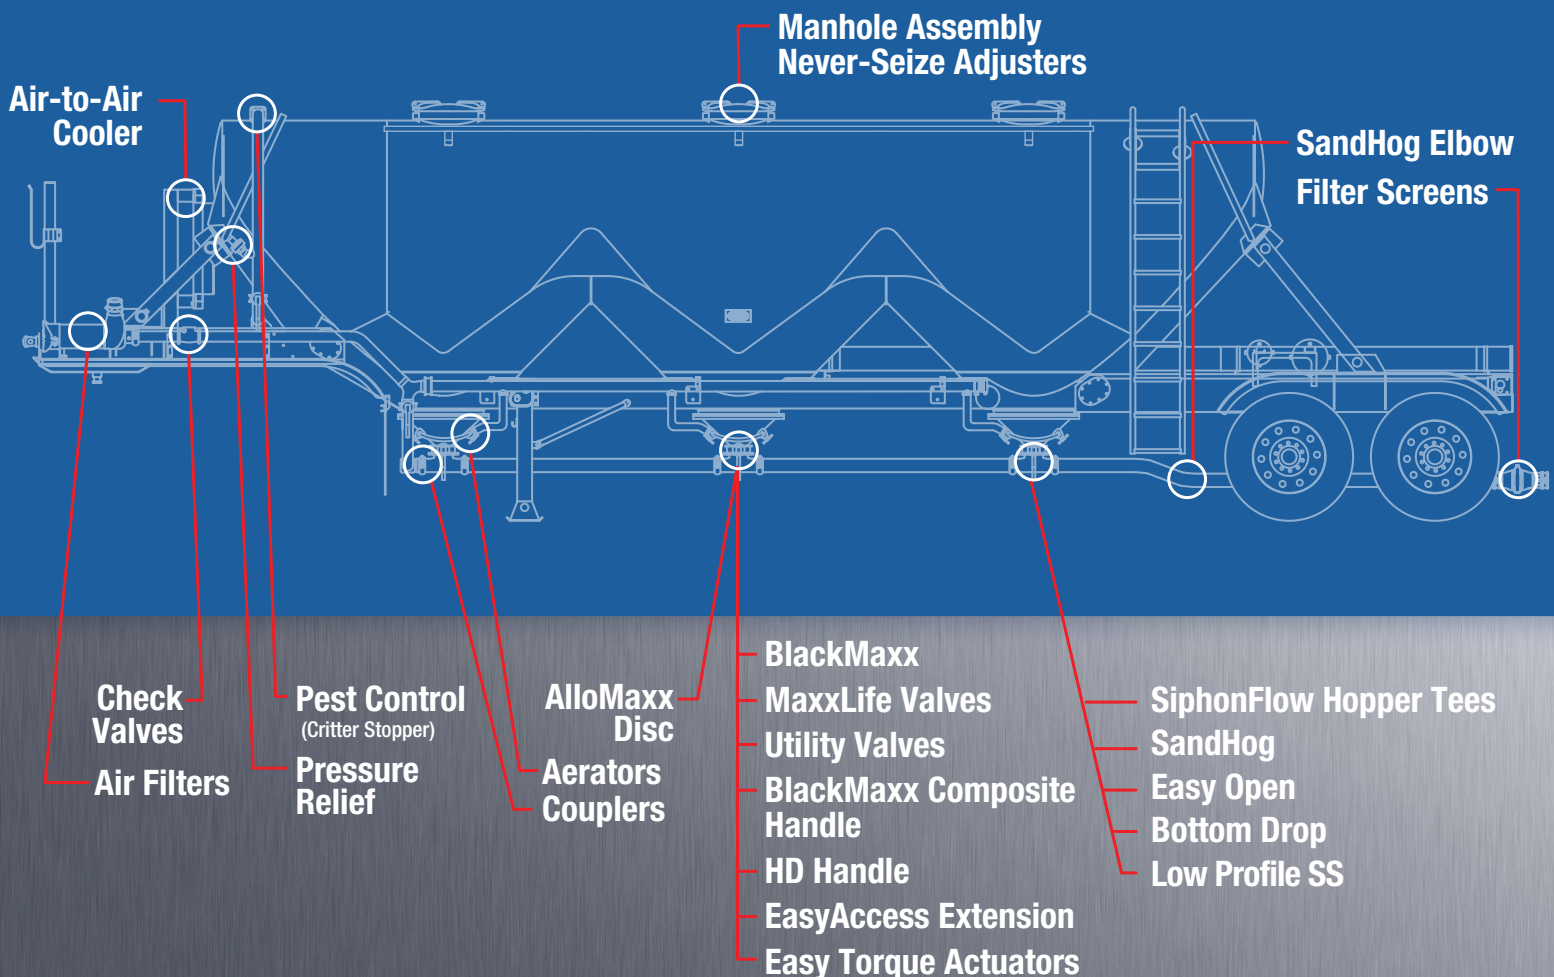 Manhole Assembly
Never-Seize Adjusters
Air-to-Air
Cooler
SandHog Elbow
Filter Screens
Check
Valves
Air Filters
Pest Control
(Critter Stopper)
Pressure
Relief
AlloMaxx
Disc
Aerators
Couplers
BlackMaxx
MaxxLife Valves
Utility Valves
BlackMaxx Composite
Handle
HD Handle
EasyAccess Extension
Easy Torque Actuators
SiphonFlow Hopper Tees
SandHog
Easy Open
Bottom Drop
Low Profile SS